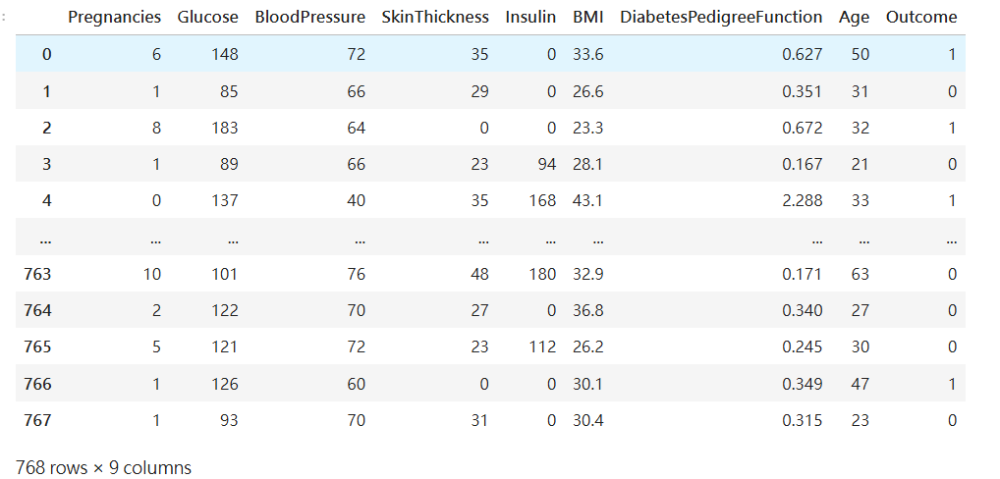 :
Pregnancies Glucose BloodPressure SkinThickness Insulin BMI DiabetesPedigreeFunction Age Outcome
0 6 148 72 35 0 33.6 0.627 50 1
1 1 85 66 29 0 26.6 0.351 31 0
2 8 183 64 0 0 23.3 0.672 32 1
3 1 89 66 23 94 28.1 0.167 21 0
4 0 137 40 35 168 43.1 2.288 33 1
... ... ... ... ... ... ... ... ... ...
763 10 101 76 48 180 32.9 0.171 63 0
764 2 122 70 27 0 36.8 0.340 27 0
765 5 121 72 23 112 26.2 0.245 30 0
766 1 126 60 0 0 30.1 0.349 47 1
767 1 93 70 31 0 30.4 0.315 23 0
768 rows × 9 columns